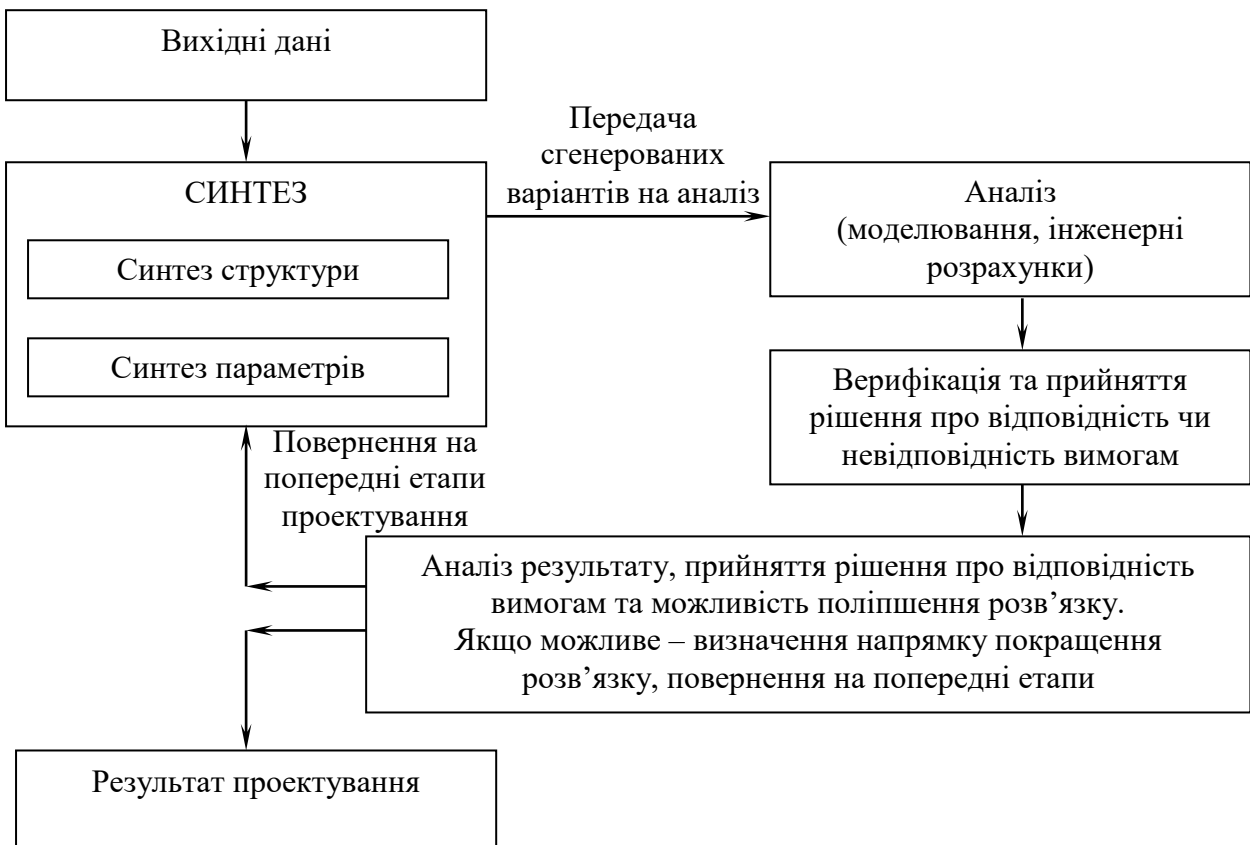 Вихідні дані
Передача
сгенерованих
варіантів на аналіз
СИНТЕЗ
Синтез структури
Синтез параметрів
Аналіз
(моделювання, інженерні
розрахунки)
Верифікація та прийняття
рішення про відповідність чи
невідповідність вимогам
Повернення на
попередні етапи
проектування
Аналіз результату, прийняття рішення про відповідність
вимогам та можливість поліпшення розв’язку.
Якщо можливе – визначення напрямку покращення
розв’язку, повернення на попередні етапи
Результат проектування